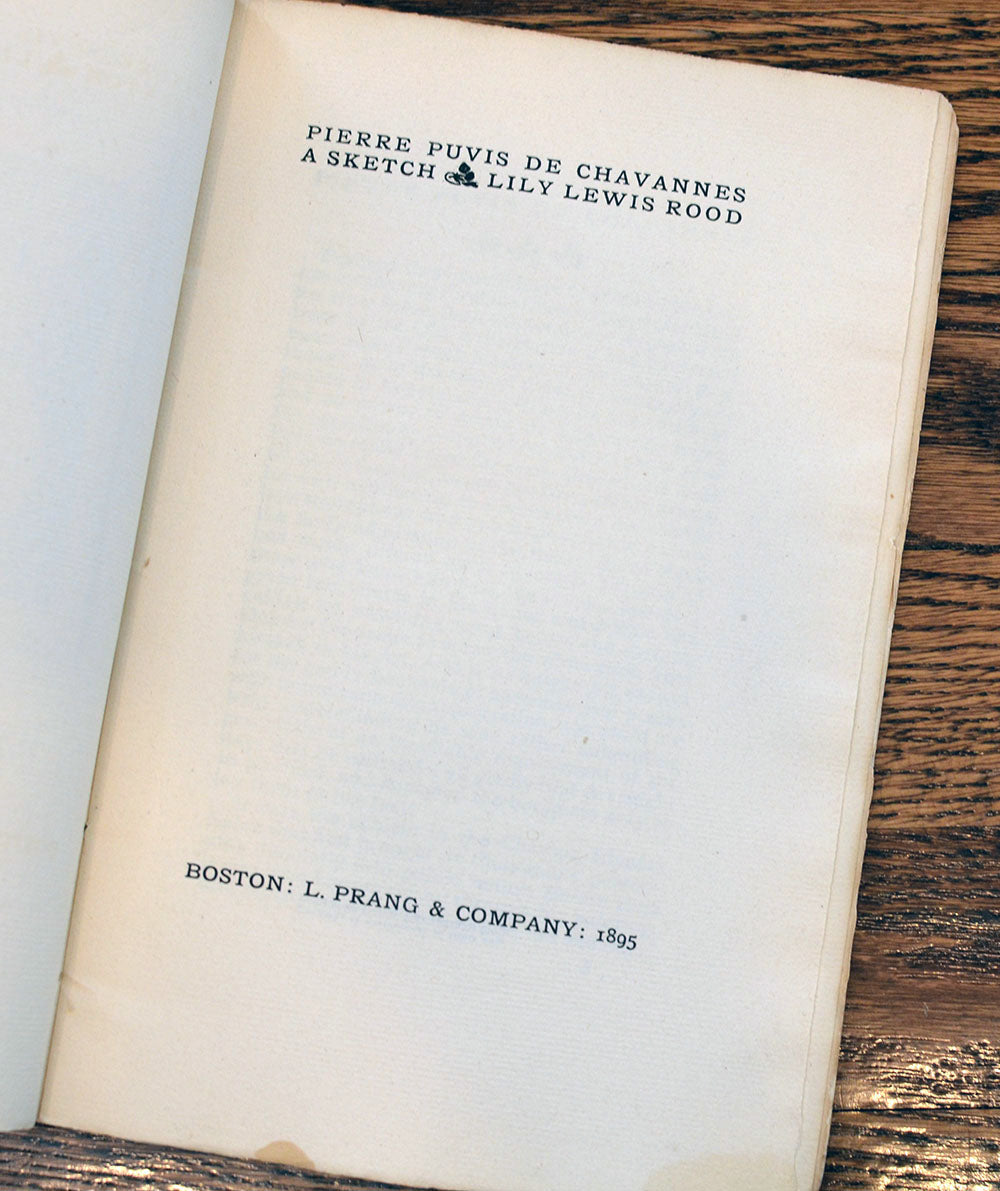 PIERRE PUVIS DE CHAVANNES
A SKETCH LILY LEWIS ROOD
BOSTON: L. PRANG & COMPANY: 1895